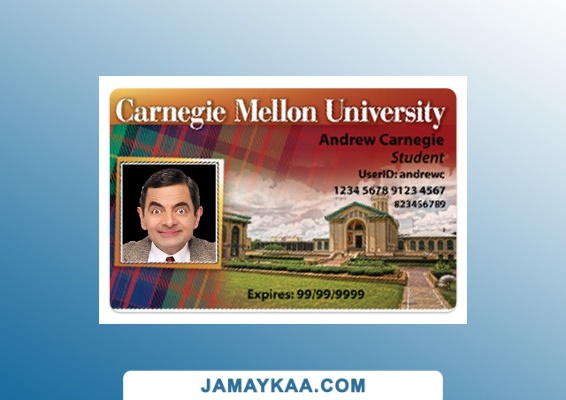 Carnegie Mellon University
Andrew Carnegie
Student
UserID: andrewc
1234 5678 9123 4567
823456789
Expires: 99/99/9999
JAMAYKAA.COM